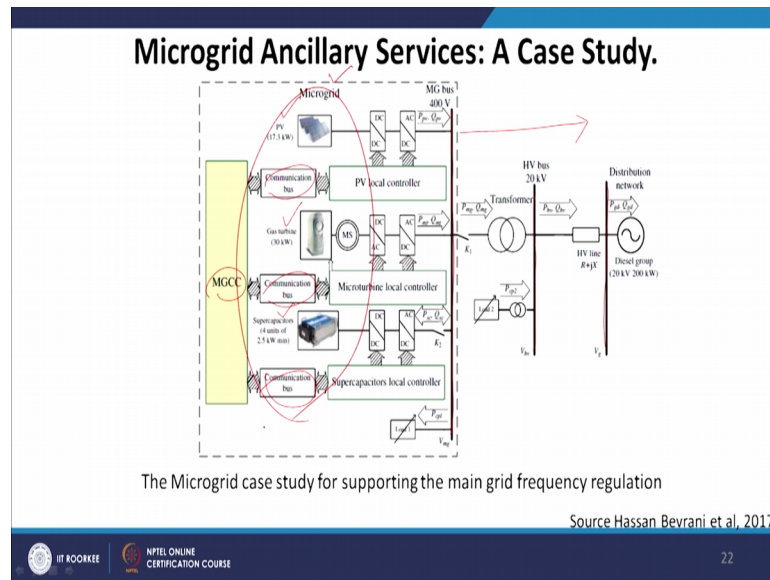 Microgrid Ancillary Services: A Case Study.
Microgrid
MG bus
400 V
PV
(17.3 kW)
DC
DC
AC
DC
HV bus
20 kV
Distribution
network
Communication
bus
PV local controller
Transformer
Gas turbine
(30 kW)
MS
DC
AC
AC
DC
K1
HV line
R+jX
Diesel group
(20 kV 200 kW)
MGCC
Communication
bus
Microturbine local controller
Supercapacitors
(4 units of
2.5 kW min)
DC
DC
AC
DC
K2
Load 2
Communication
bus
Supercapacitors local controller
Load 1
The Microgrid case study for supporting the main grid frequency regulation
Source Hassan Bevrani et al, 2017
IIT ROORKEE
NPTEL ONLINE
CERTIFICATION COURSE
22